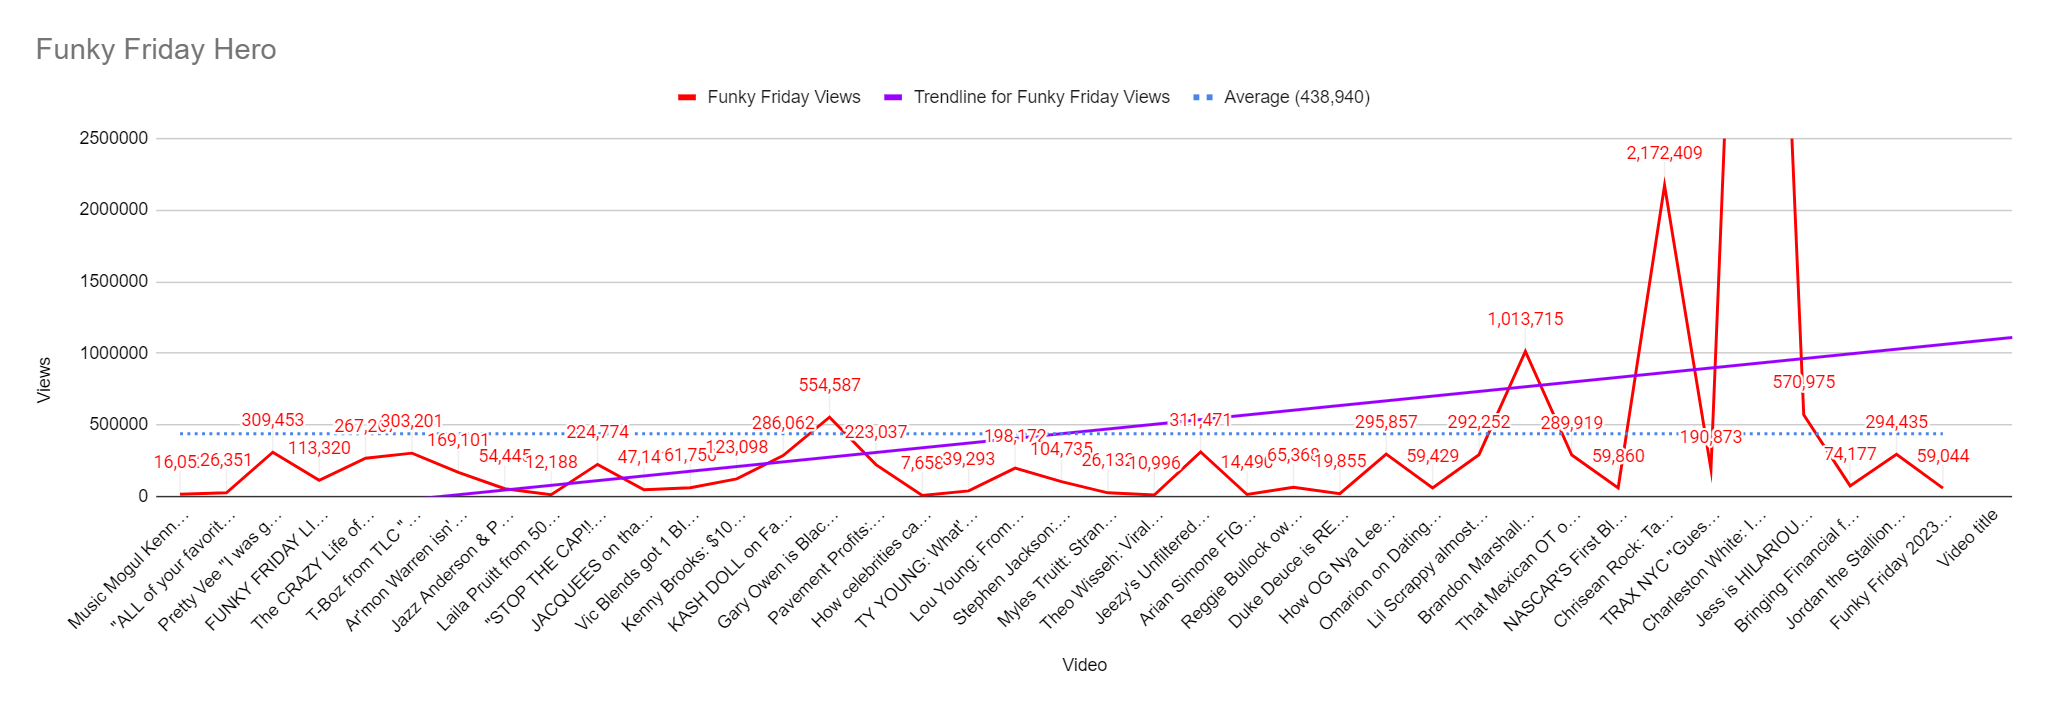 Funky Friday Hero
Funky Friday Views
Trendline for Funky Friday Views
Average (438,940)
2500000
2000000
1500000
1000000
500000
0
Views
26,351
309,453
113,320
303,201
169,101
54,445
12,188
224,774
123,098
286,062
554,587
223,037
7,658
39,293
198,172
104,735
10,996
311,471
19,855
295,857
59,429
292,252
1,013,715
289,919
59,860
2,172,409
190,873
570,975
74,177
294,435
59,044
Music Mogul Kenn…
"ALL of your favorit…
Pretty Vee "I was g…
FUNKY FRIDAY LI…
The CRAZY Life of…
T-Boz from TLC "…
Ar'mon Warren isn'…
Jazz Anderson & P…
Laila Pruitt from 50…
"STOP THE CAP!!…
JACQUEES on tha…
Vic Blends got 1 BI…
Kenny Brooks: $10…
KASH DOLL on Fa…
Gary Owen is Blac…
Pavement Profits:…
How celebrities ca…
TY YOUNG: What'…
Lou Young: From…
Stephen Jackson:…
Myles Truitt: Stran…
Theo Wisseh: Viral…
Jeezy's Unfiltered…
Arian Simone FIG…
Reggie Bullock ow…
Duke Deuce is RE…
How OG Nya Lee…
Omarion on Dating…
Lil Scrappy almost…
Brandon Marshall…
That Mexican OT o…
NASCAR'S First Bl…
Chrisean Rock: Ta…
TRAX NYC "Gues…
Charleston White: I…
Jess is HILARIOU…
Bringing Financial f…
Jordan the Stallion…
Funky Friday 2023…
Video title
Video